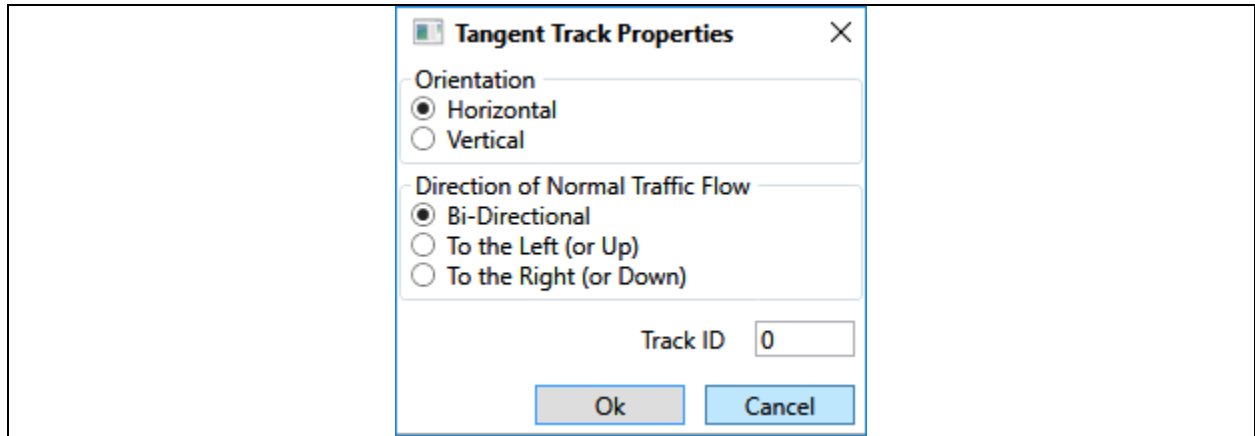 Tangent Track Properties
Orientation
Horizontal
Vertical
Direction of Normal Traffic Flow
Bi-Directional
To the Left (or Up)
To the Right (or Down)
Track ID 0
Ok Cancel